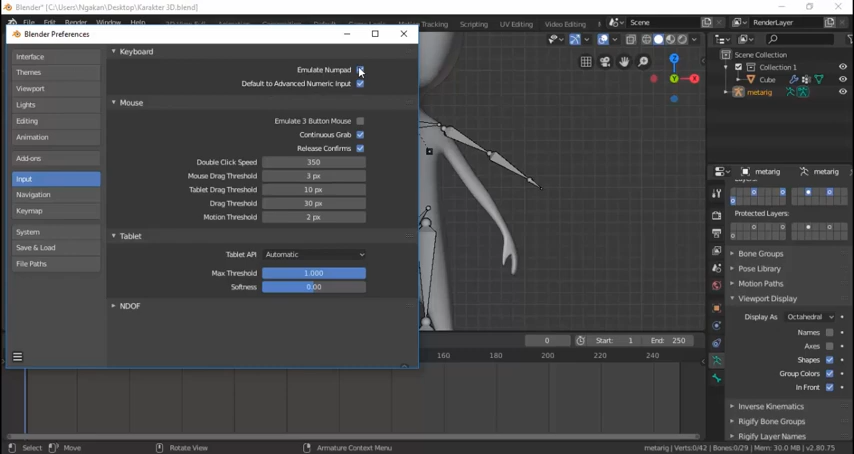 Blender* [C:\Users\Ngakan\Desktop\Karakter 3D.blend]
File Edit Render Window Help
Motion Tracking Scripting UV Editing Video Editing
Scene
RenderLayer
Blender Preferences
Interface
Themes
Viewport
Lights
Editing
Animation
Add-ons
Input
Navigation
Keymap
System
Save & Load
File Paths
Keyboard
Emulate Numpad
Default to Advanced Numeric Input
Mouse
Emulate 3 Button Mouse
Continuous Grab
Release Confirms
Double Click Speed 350
Mouse Drag Threshold 3 px
Tablet Drag Threshold 10 px
Drag Threshold 30 px
Motion Threshold 2 px
Tablet
Tablet API Automatic
Max Threshold 1.000
Softness 0.00
NDOF
Z
X
Y
Scene Collection
Collection 1
Cube
metarig
metarig metarig
Protected Layers:
Bone Groups
Pose Library
Motion Paths
Viewport Display
Display As Octahedral
Names
Axes
Shapes
Group Colors
In Front
Inverse Kinematics
Rigify Bone Groups
Rigify Layer Names
0 Start: 1 End: 250
160 180 200 220 240
Select Move Rotate View Armature Context Menu
metarig | Verts:0/42 | Bones:0/29 | Mem: 30.0 MB | v2.80.75